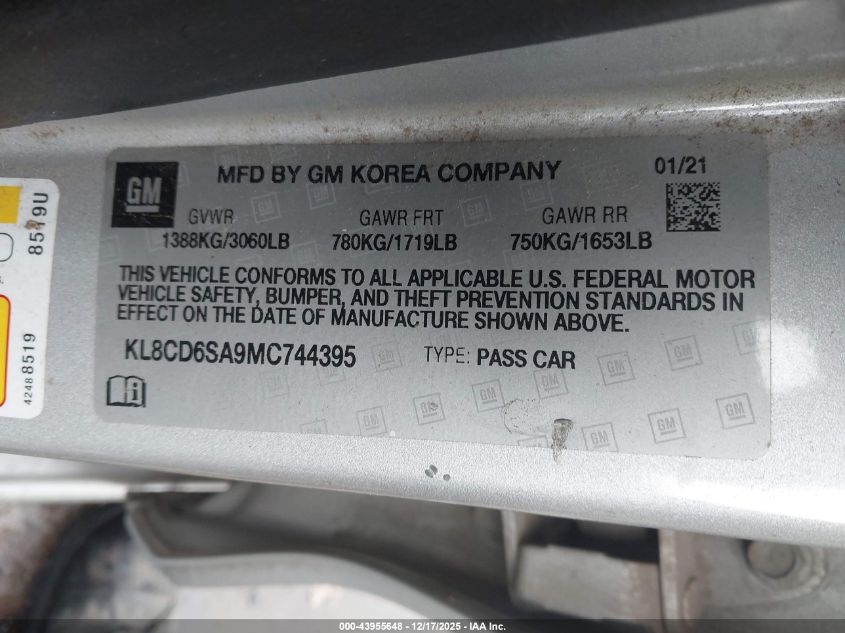 GM
MFD BY GM KOREA COMPANY
01/21
GVWR GAWR FRT GAWR RR
1388KG/3060LB 780KG/1719LB 750KG/1653LB
THIS VEHICLE CONFORMS TO ALL APPLICABLE U.S. FEDERAL MOTOR
VEHICLE SAFETY, BUMPER, AND THEFT PREVENTION STANDARDS IN
EFFECT ON THE DATE OF MANUFACTURE SHOWN ABOVE.
KL8CD6SA9MC744395 TYPE: PASS CAR
8519U
42488519
000-43955648 - 12/17/2025 - IAA Inc.